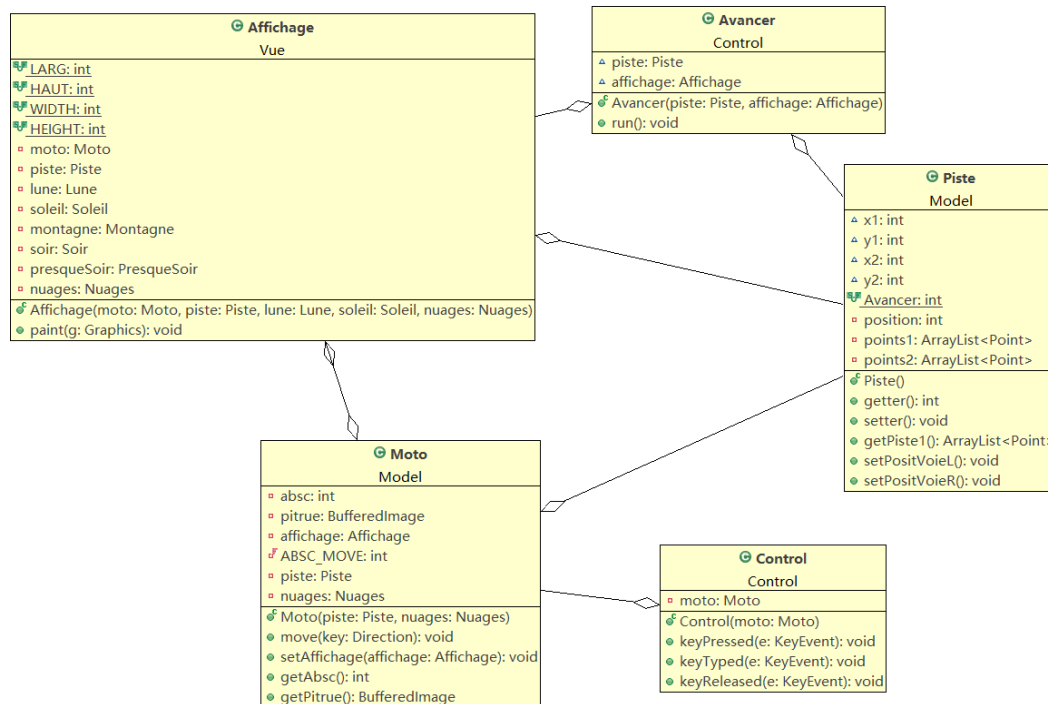 Affichage
Vue
LARG: int
HAUT: int
WIDTH: int
HEIGHT: int
moto: Moto
piste: Piste
lune: Lune
soleil: Soleil
montagne: Montagne
soir: Soir
presqueSoir: PresqueSoir
nuages: Nuages
Affichage(moto: Moto, piste: Piste, lune: Lune, soleil: Soleil, nuages: Nuages)
paint(g: Graphics): void
Avancer
Control
piste: Piste
affichage: Affichage
Avancer(piste: Piste, affichage: Affichage)
run(): void
Piste
Model
x1: int
y1: int
x2: int
y2: int
Avancer: int
position: int
points1: ArrayList<Point>
points2: ArrayList<Point>
Piste()
getter(): int
setter(): void
getPiste1(): ArrayList<Point>
setPositVoieL(): void
setPositVoieR(): void
Moto
Model
absc: int
pitrue: BufferedImage
affichage: Affichage
ABSC_MOVE: int
piste: Piste
nuages: Nuages
Moto(piste: Piste, nuages: Nuages)
move(key: Direction): void
setAffichage(affichage: Affichage): void
getAbsc(): int
getPitrue(): BufferedImage
Control
Control
moto: Moto
Control(moto: Moto)
keyPressed(e: KeyEvent): void
keyTyped(e: KeyEvent): void
keyReleased(e: KeyEvent): void